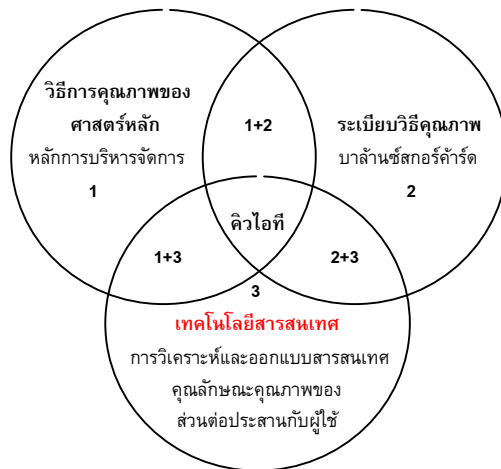 วิธีการคุณภาพของ
ศาสตร์หลัก
หลักการบริหารจัดการ
1
1+2
ระเบียบวิธีคุณภาพ
บาล้านซ์สกอร์ค้าร์ด
2
คิวไอที
1+3
2+3
3
เทคโนโลยีสารสนเทศ
การวิเคราะห์และออกแบบสารสนเทศ
คุณลักษณะคุณภาพของ
ส่วนต่อประสานกับผู้ใช้